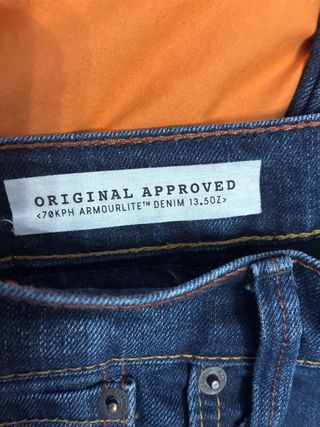 ORIGINAL APPROVED
<70KPH ARMOURLITE™ DENIM 13.5OZ>